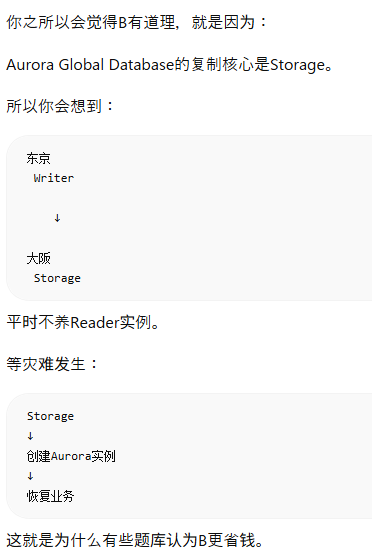 你之所以会觉得B有道理，就是因为：
Aurora Global Database的复制核心是Storage。
所以你会想到：
东京
Writer
↓
大阪
Storage
平时不养Reader实例。
等灾难发生：
Storage
↓
创建Aurora实例
↓
恢复业务
这就是为什么有些题库认为B更省钱。